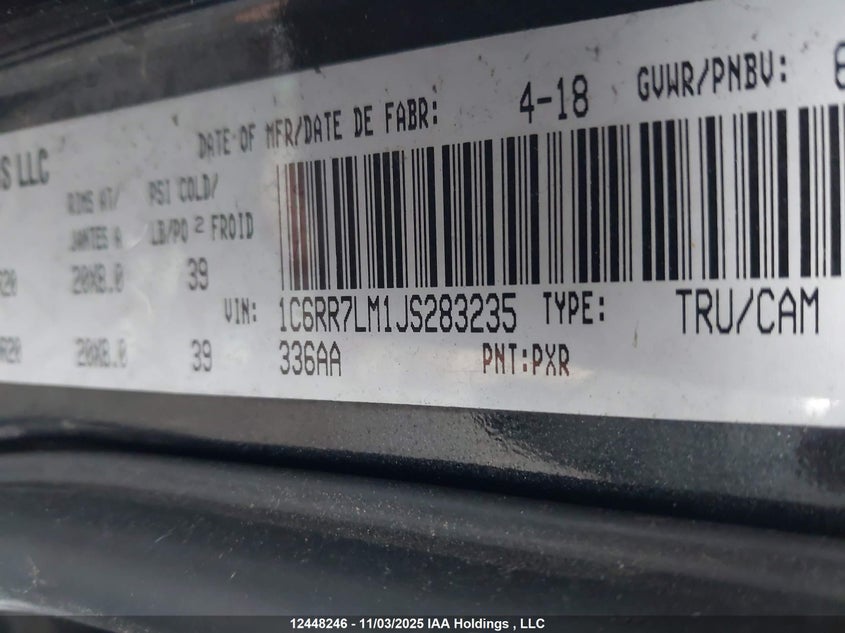 DATE OF MFR/DATE DE FABR: 4-18 GVWR/PNBV:
LLC
RIMS AT/ PSI COLD/
JANTES A LB/PO 2 FROID
20X8.0 39
VIN: 1C6RR7LM1JS283235 TYPE: TRU/CAM
20X8.0 39 336AA PNT:PXR
12448246 - 11/03/2025 IAA Holdings , LLC